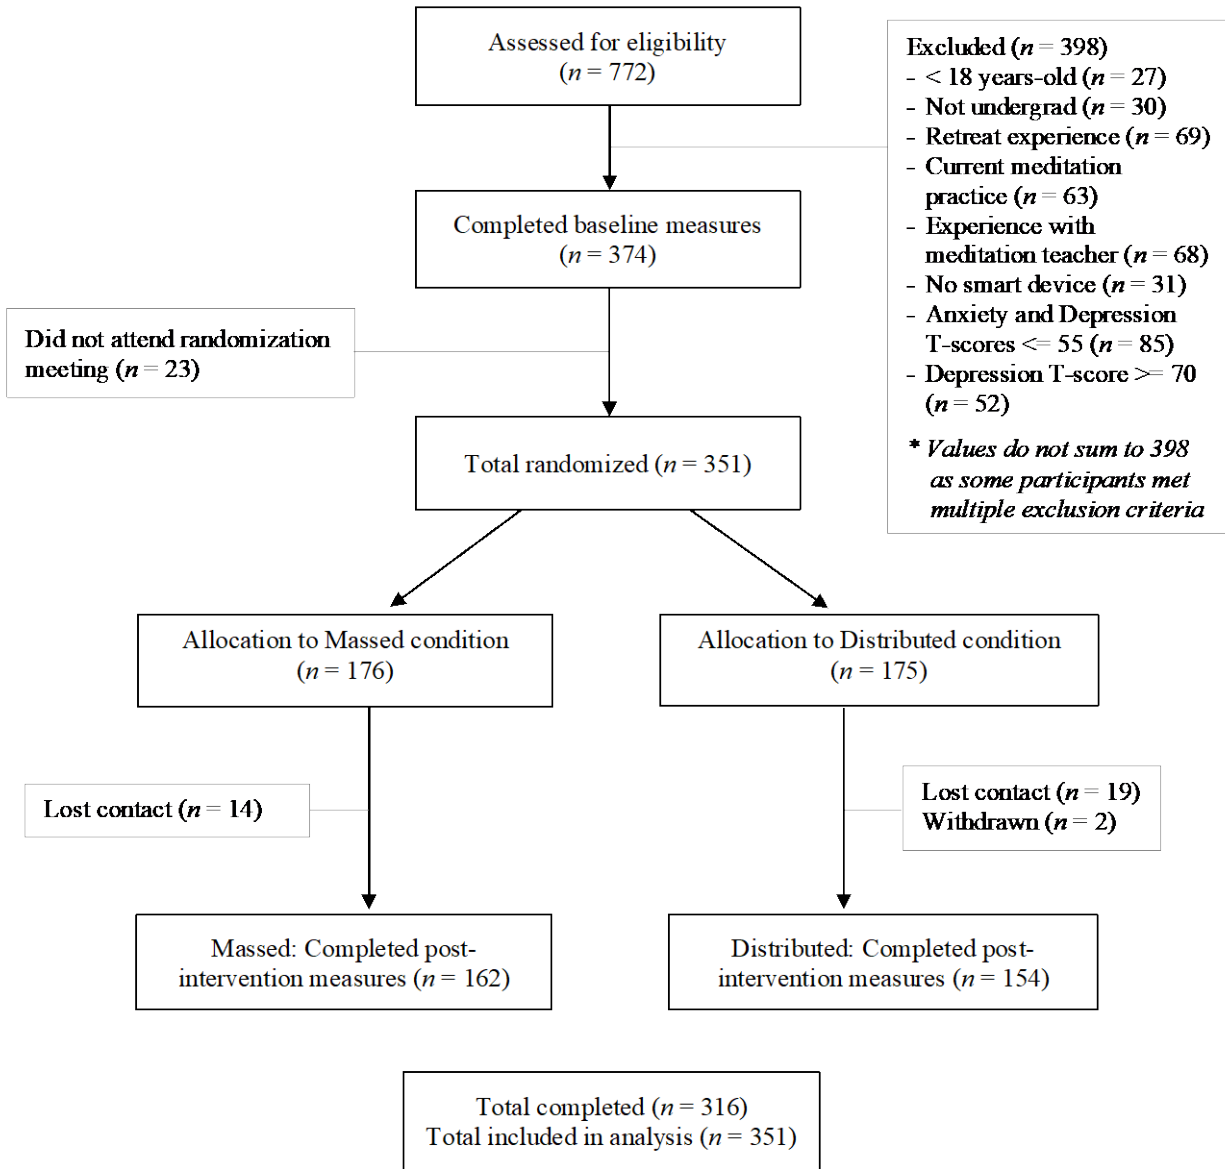 Assessed for eligibility
(n = 772)
Excluded (n = 398)
- < 18 years-old (n = 27)
- Not undergrad (n = 30)
- Retreat experience (n = 69)
- Current meditation
practice (n = 63)
- Experience with
meditation teacher (n = 68)
- No smart device (n = 31)
- Anxiety and Depression
T-scores <= 55 (n = 85)
- Depression T-score >= 70
(n = 52)
* Values do not sum to 398
as some participants met
multiple exclusion criteria
Completed baseline measures
(n = 374)
Did not attend randomization
meeting (n = 23)
Total randomized (n = 351)
Allocation to Massed condition
(n = 176)
Allocation to Distributed condition
(n = 175)
Lost contact (n = 14)
Lost contact (n = 19)
Withdrawn (n = 2)
Massed: Completed post-
intervention measures (n = 162)
Distributed: Completed post-
intervention measures (n = 154)
Total completed (n = 316)
Total included in analysis (n = 351)